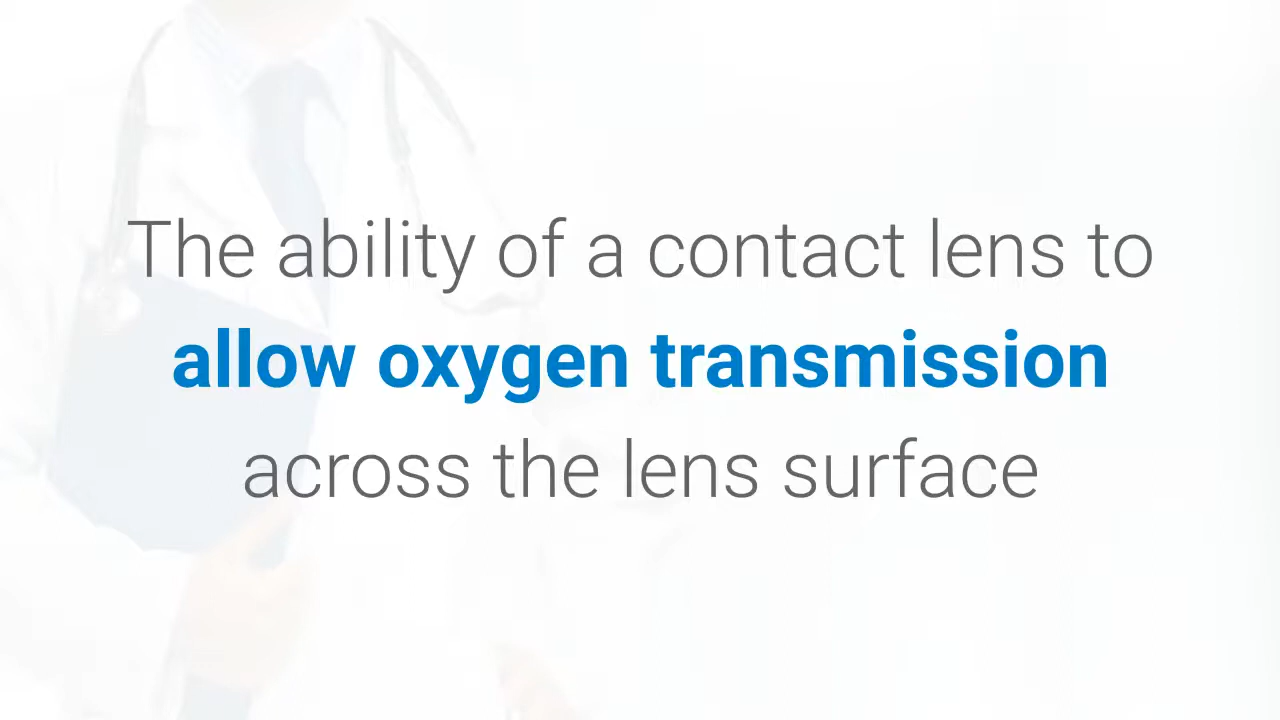 The ability of a contact lens to
allow oxygen transmission
across the lens surface